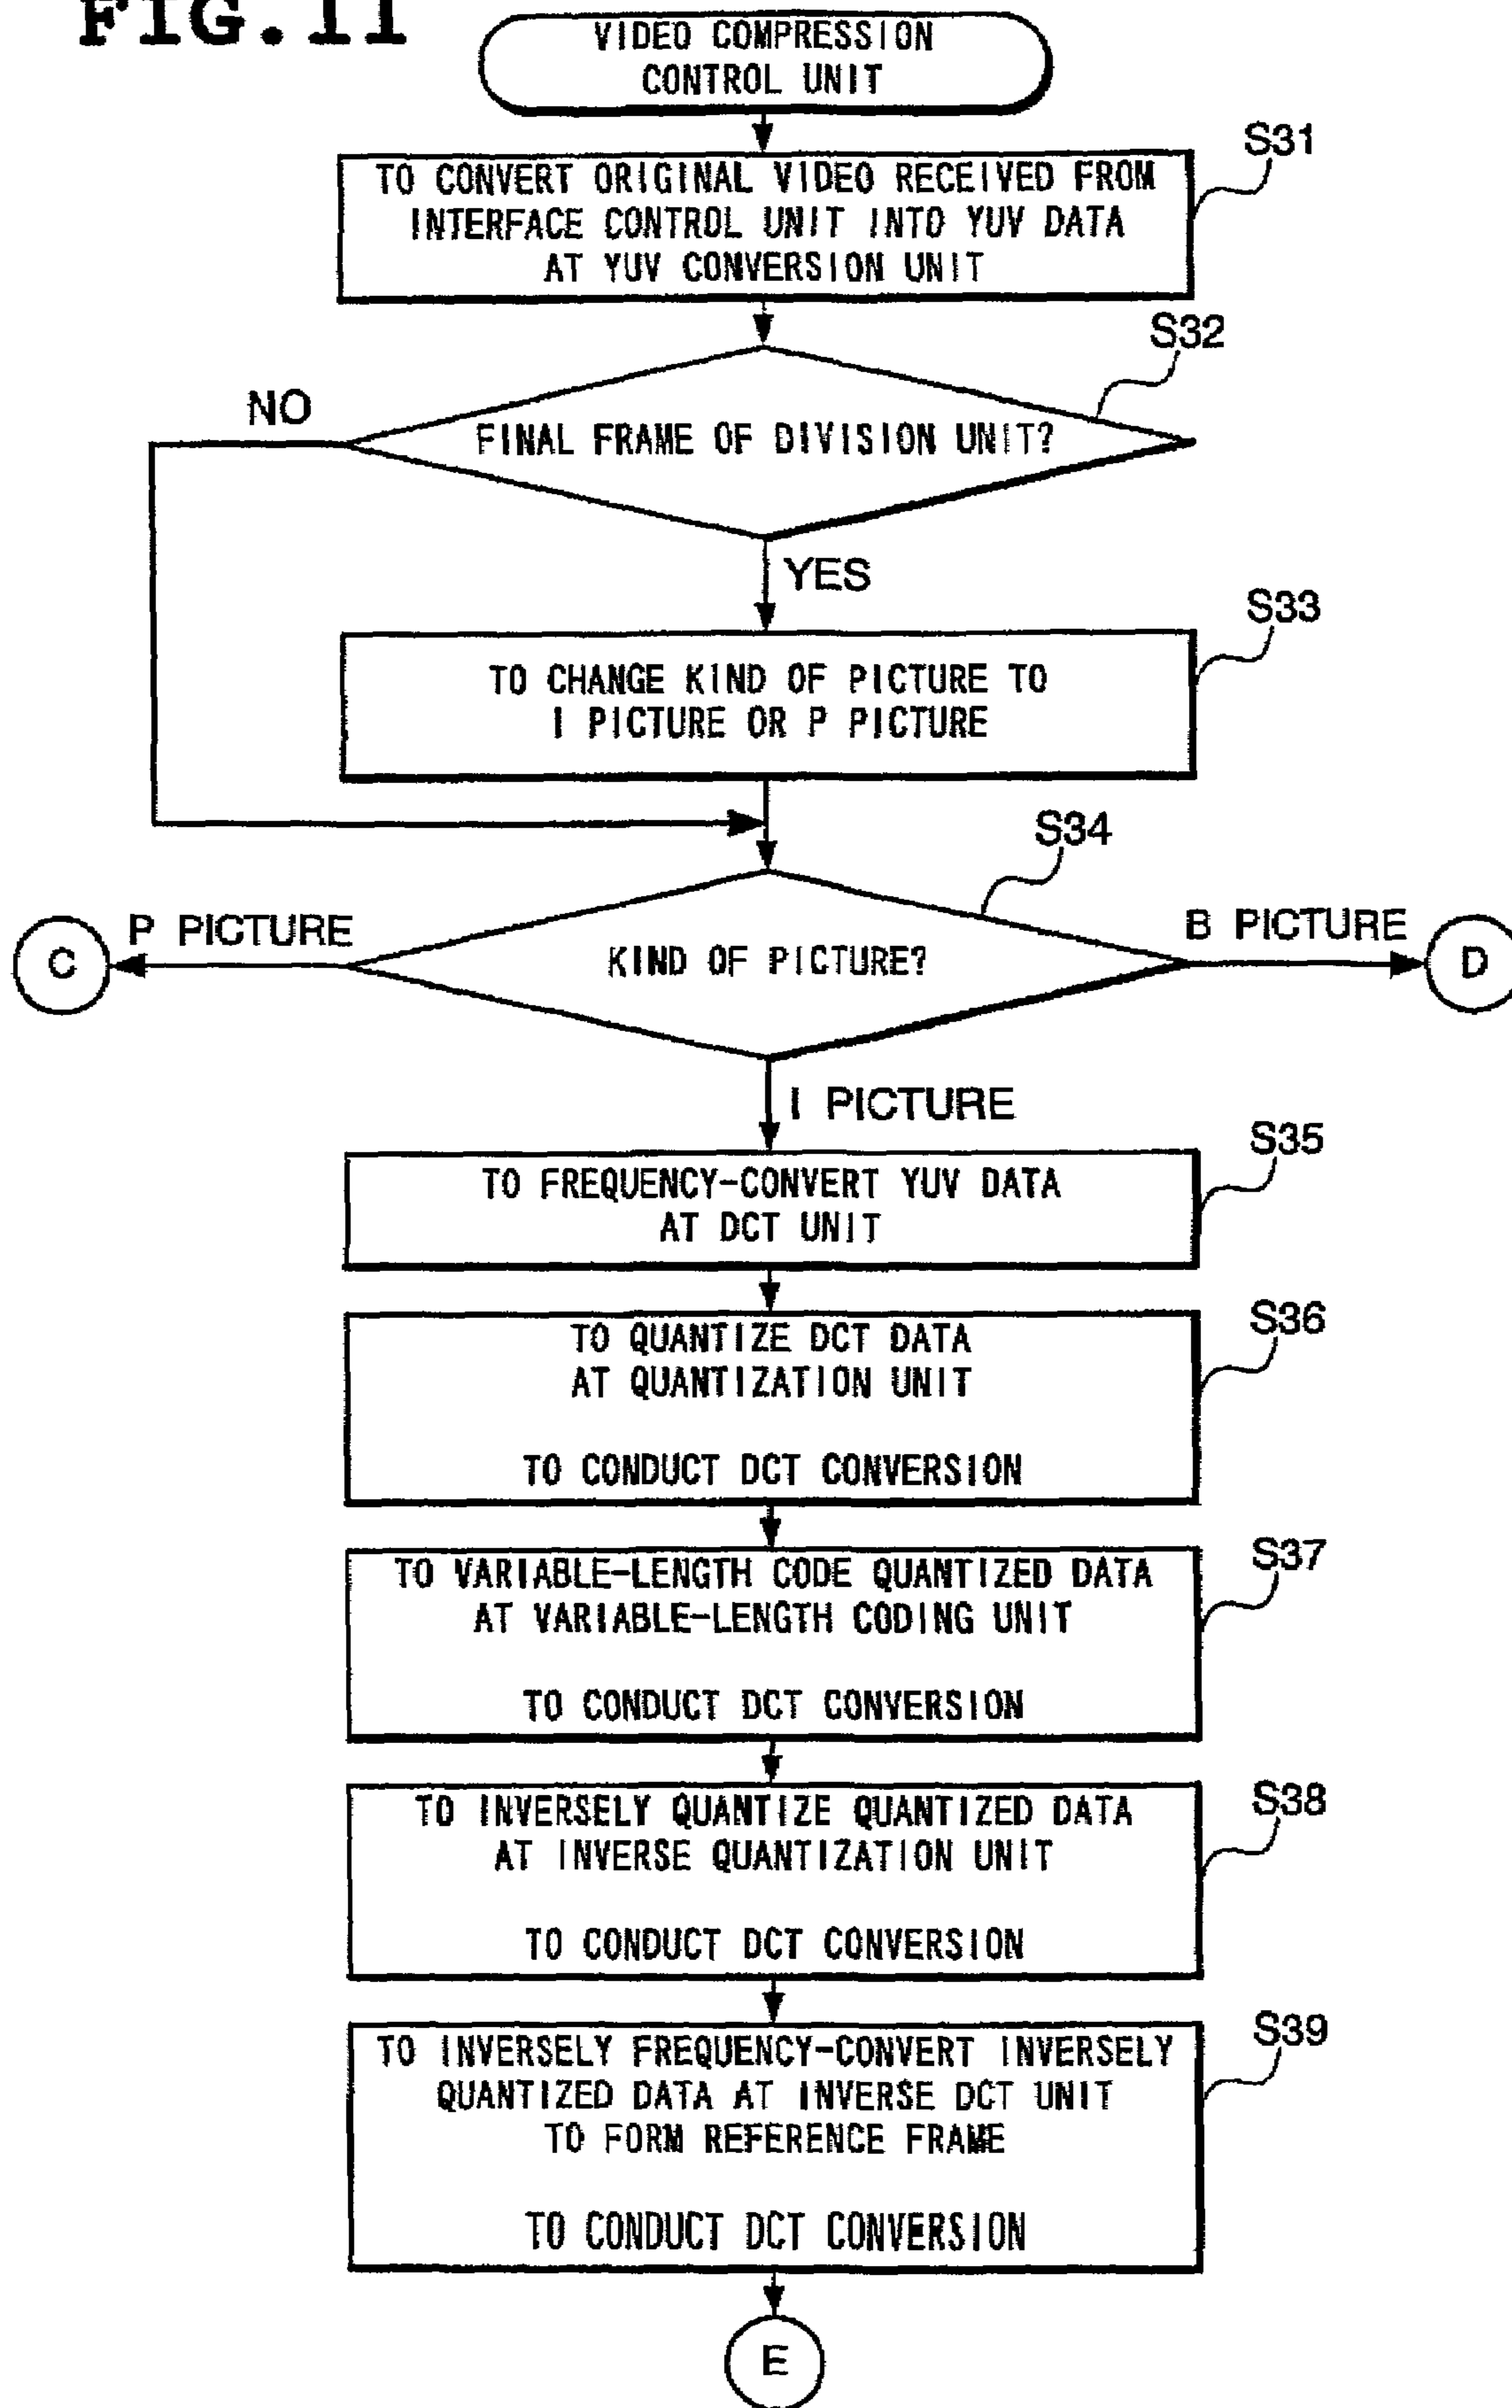 FIG.11
VIDEO COMPRESSION
CONTROL UNIT
S31
TO CONVERT ORIGINAL VIDEO RECEIVED FROM
INTERFACE CONTROL UNIT INTO YUV DATA
AT YUV CONVERSION UNIT
S32
NO
FINAL FRAME OF DIVISION UNIT?
YES
S33
TO CHANGE KIND OF PICTURE TO
I PICTURE OR P PICTURE
S34
C
P PICTURE
KIND OF PICTURE?
B PICTURE
D
I PICTURE
S35
TO FREQUENCY-CONVERT YUV DATA
AT DCT UNIT
S36
TO QUANTIZE DCT DATA
AT QUANTIZATION UNIT
TO CONDUCT DCT CONVERSION
S37
TO VARIABLE-LENGTH CODE QUANTIZED DATA
AT VARIABLE-LENGTH CODING UNIT
TO CONDUCT DCT CONVERSION
S38
TO INVERSELY QUANTIZE QUANTIZED DATA
AT INVERSE QUANTIZATION UNIT
TO CONDUCT DCT CONVERSION
S39
TO INVERSELY FREQUENCY-CONVERT INVERSELY
QUANTIZED DATA AT INVERSE DCT UNIT
TO FORM REFERENCE FRAME
TO CONDUCT DCT CONVERSION
E